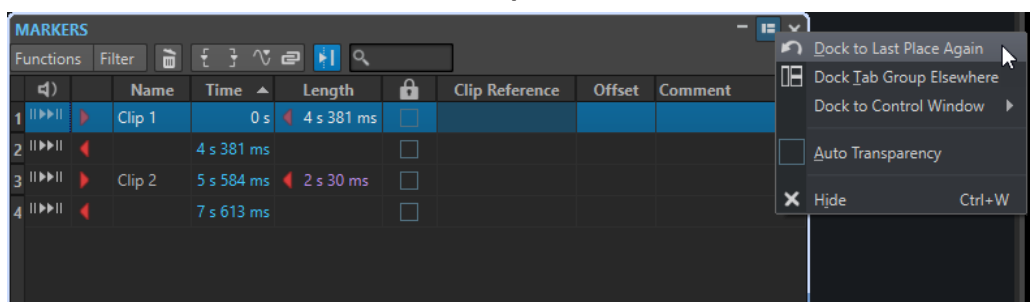 MARKERS
Functions Filter
Dock to Last Place Again
Dock Tab Group Elsewhere
Dock to Control Window
Auto Transparency
Hide Ctrl+W
Name Time Length Clip Reference Offset Comment
1 Clip 1 0 s 4 s 381 ms
2 4 s 381 ms
3 Clip 2 5 s 584 ms 2 s 30 ms
4 7 s 613 ms